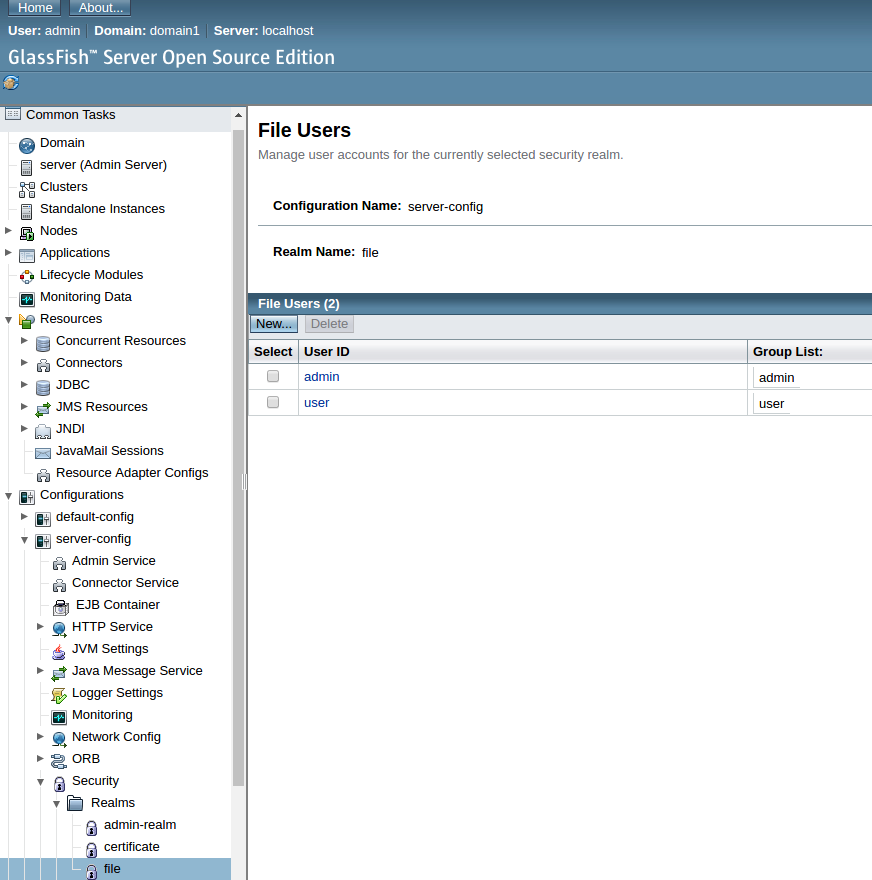 Home About...
User: admin Domain: domain1 Server: localhost
GlassFish™ Server Open Source Edition
Common Tasks
Domain
server (Admin Server)
Clusters
Standalone Instances
Nodes
Applications
Lifecycle Modules
Monitoring Data
Resources
Concurrent Resources
Connectors
JDBC
JMS Resources
JNDI
JavaMail Sessions
Resource Adapter Configs
Configurations
default-config
server-config
Admin Service
Connector Service
EJB Container
HTTP Service
JVM Settings
Java Message Service
Logger Settings
Monitoring
Network Config
ORB
Security
Realms
admin-realm
certificate
file
File Users
Manage user accounts for the currently selected security realm.
Configuration Name: server-config
Realm Name: file
File Users (2)
New... Delete
Select User ID Group List:
admin admin
user user